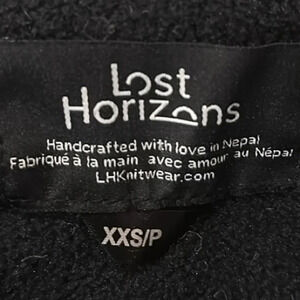 Lost
Horizons
Handcrafted with love in Nepal
Fabriqué à la main avec amour au Népal
LHKnitwear.com
XXS/P